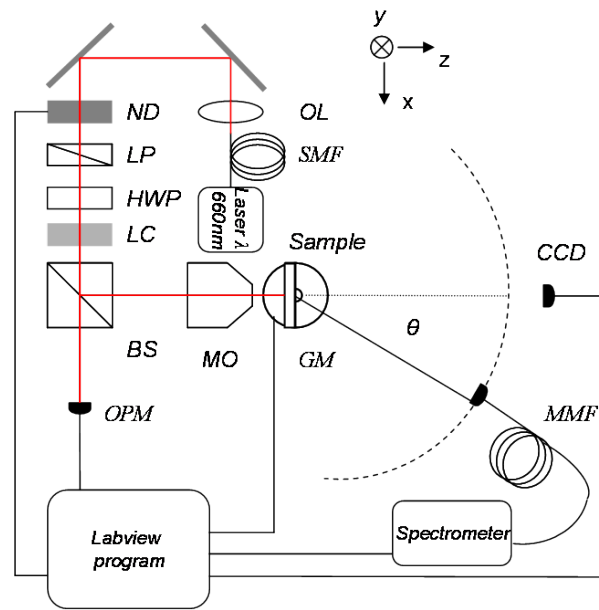 y
z
x
ND
OL
LP
SMF
HWP
Laser λ
660nm
LC
Sample
CCD
θ
BS
MO
GM
OPM
MMF
Labview
program
Spectrometer